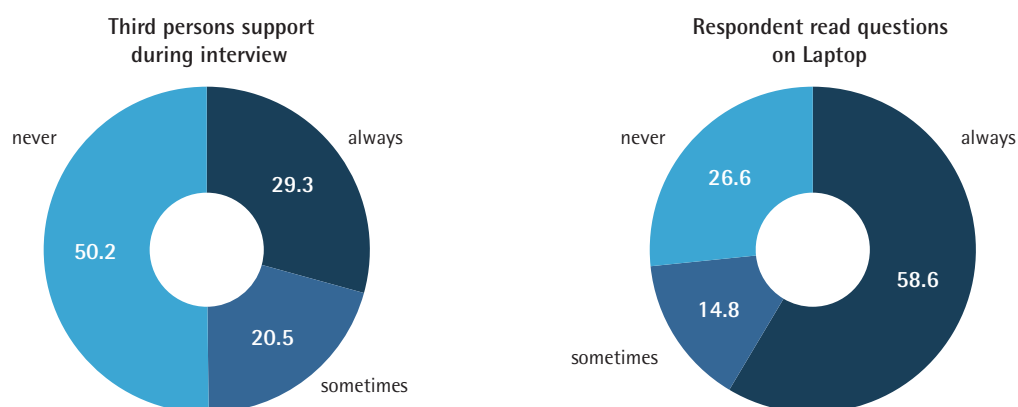 Third persons support
during interview
never
always
29.3
50.2
20.5
sometimes
Respondent read questions
on Laptop
never
always
26.6
58.6
14.8
sometimes